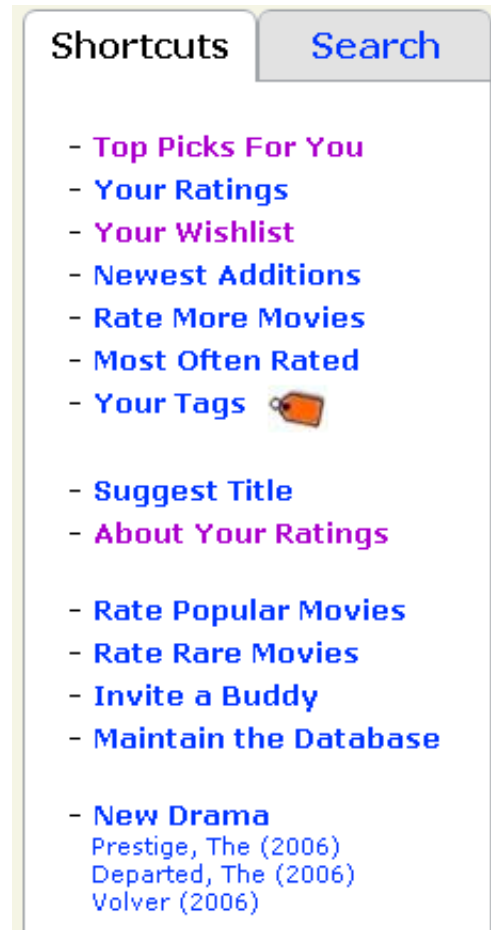 Shortcuts Search
- Top Picks For You
- Your Ratings
- Your Wishlist
- Newest Additions
- Rate More Movies
- Most Often Rated
- Your Tags
- Suggest Title
- About Your Ratings
- Rate Popular Movies
- Rate Rare Movies
- Invite a Buddy
- Maintain the Database
- New Drama
Prestige, The (2006)
Departed, The (2006)
Volver (2006)